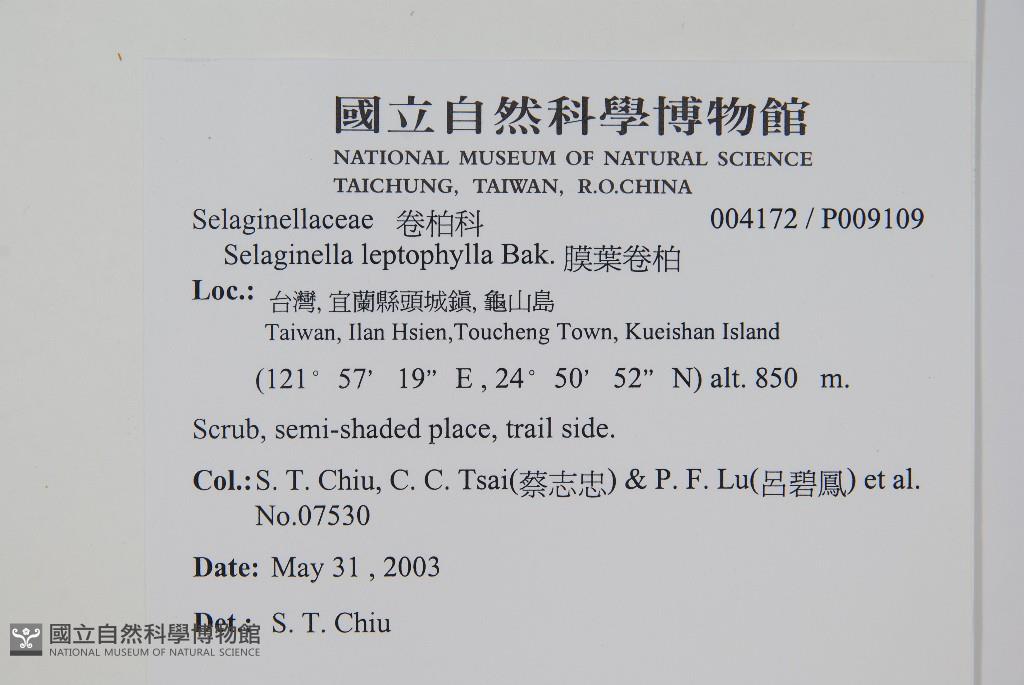 國立自然科學博物館
NATIONAL MUSEUM OF NATURAL SCIENCE
TAICHUNG, TAIWAN, R.O.CHINA
Selaginellaceae 卷柏科 004172 / P009109
Selaginella leptophylla Bak. 膜葉卷柏
Loc.: 台灣, 宜蘭縣頭城鎮, 龜山島
Taiwan, Ilan Hsien,Toucheng Town, Kueishan Island
(121° 57’ 19” E , 24° 50’ 52” N) alt. 850 m.
Scrub, semi-shaded place, trail side.
Col.: S. T. Chiu, C. C. Tsai(蔡志忠) & P. F. Lu(呂碧鳳) et al.
No.07530
Date: May 31 , 2003
Det.: S. T. Chiu
國立自然科學博物館
NATIONAL MUSEUM OF NATURAL SCIENCE